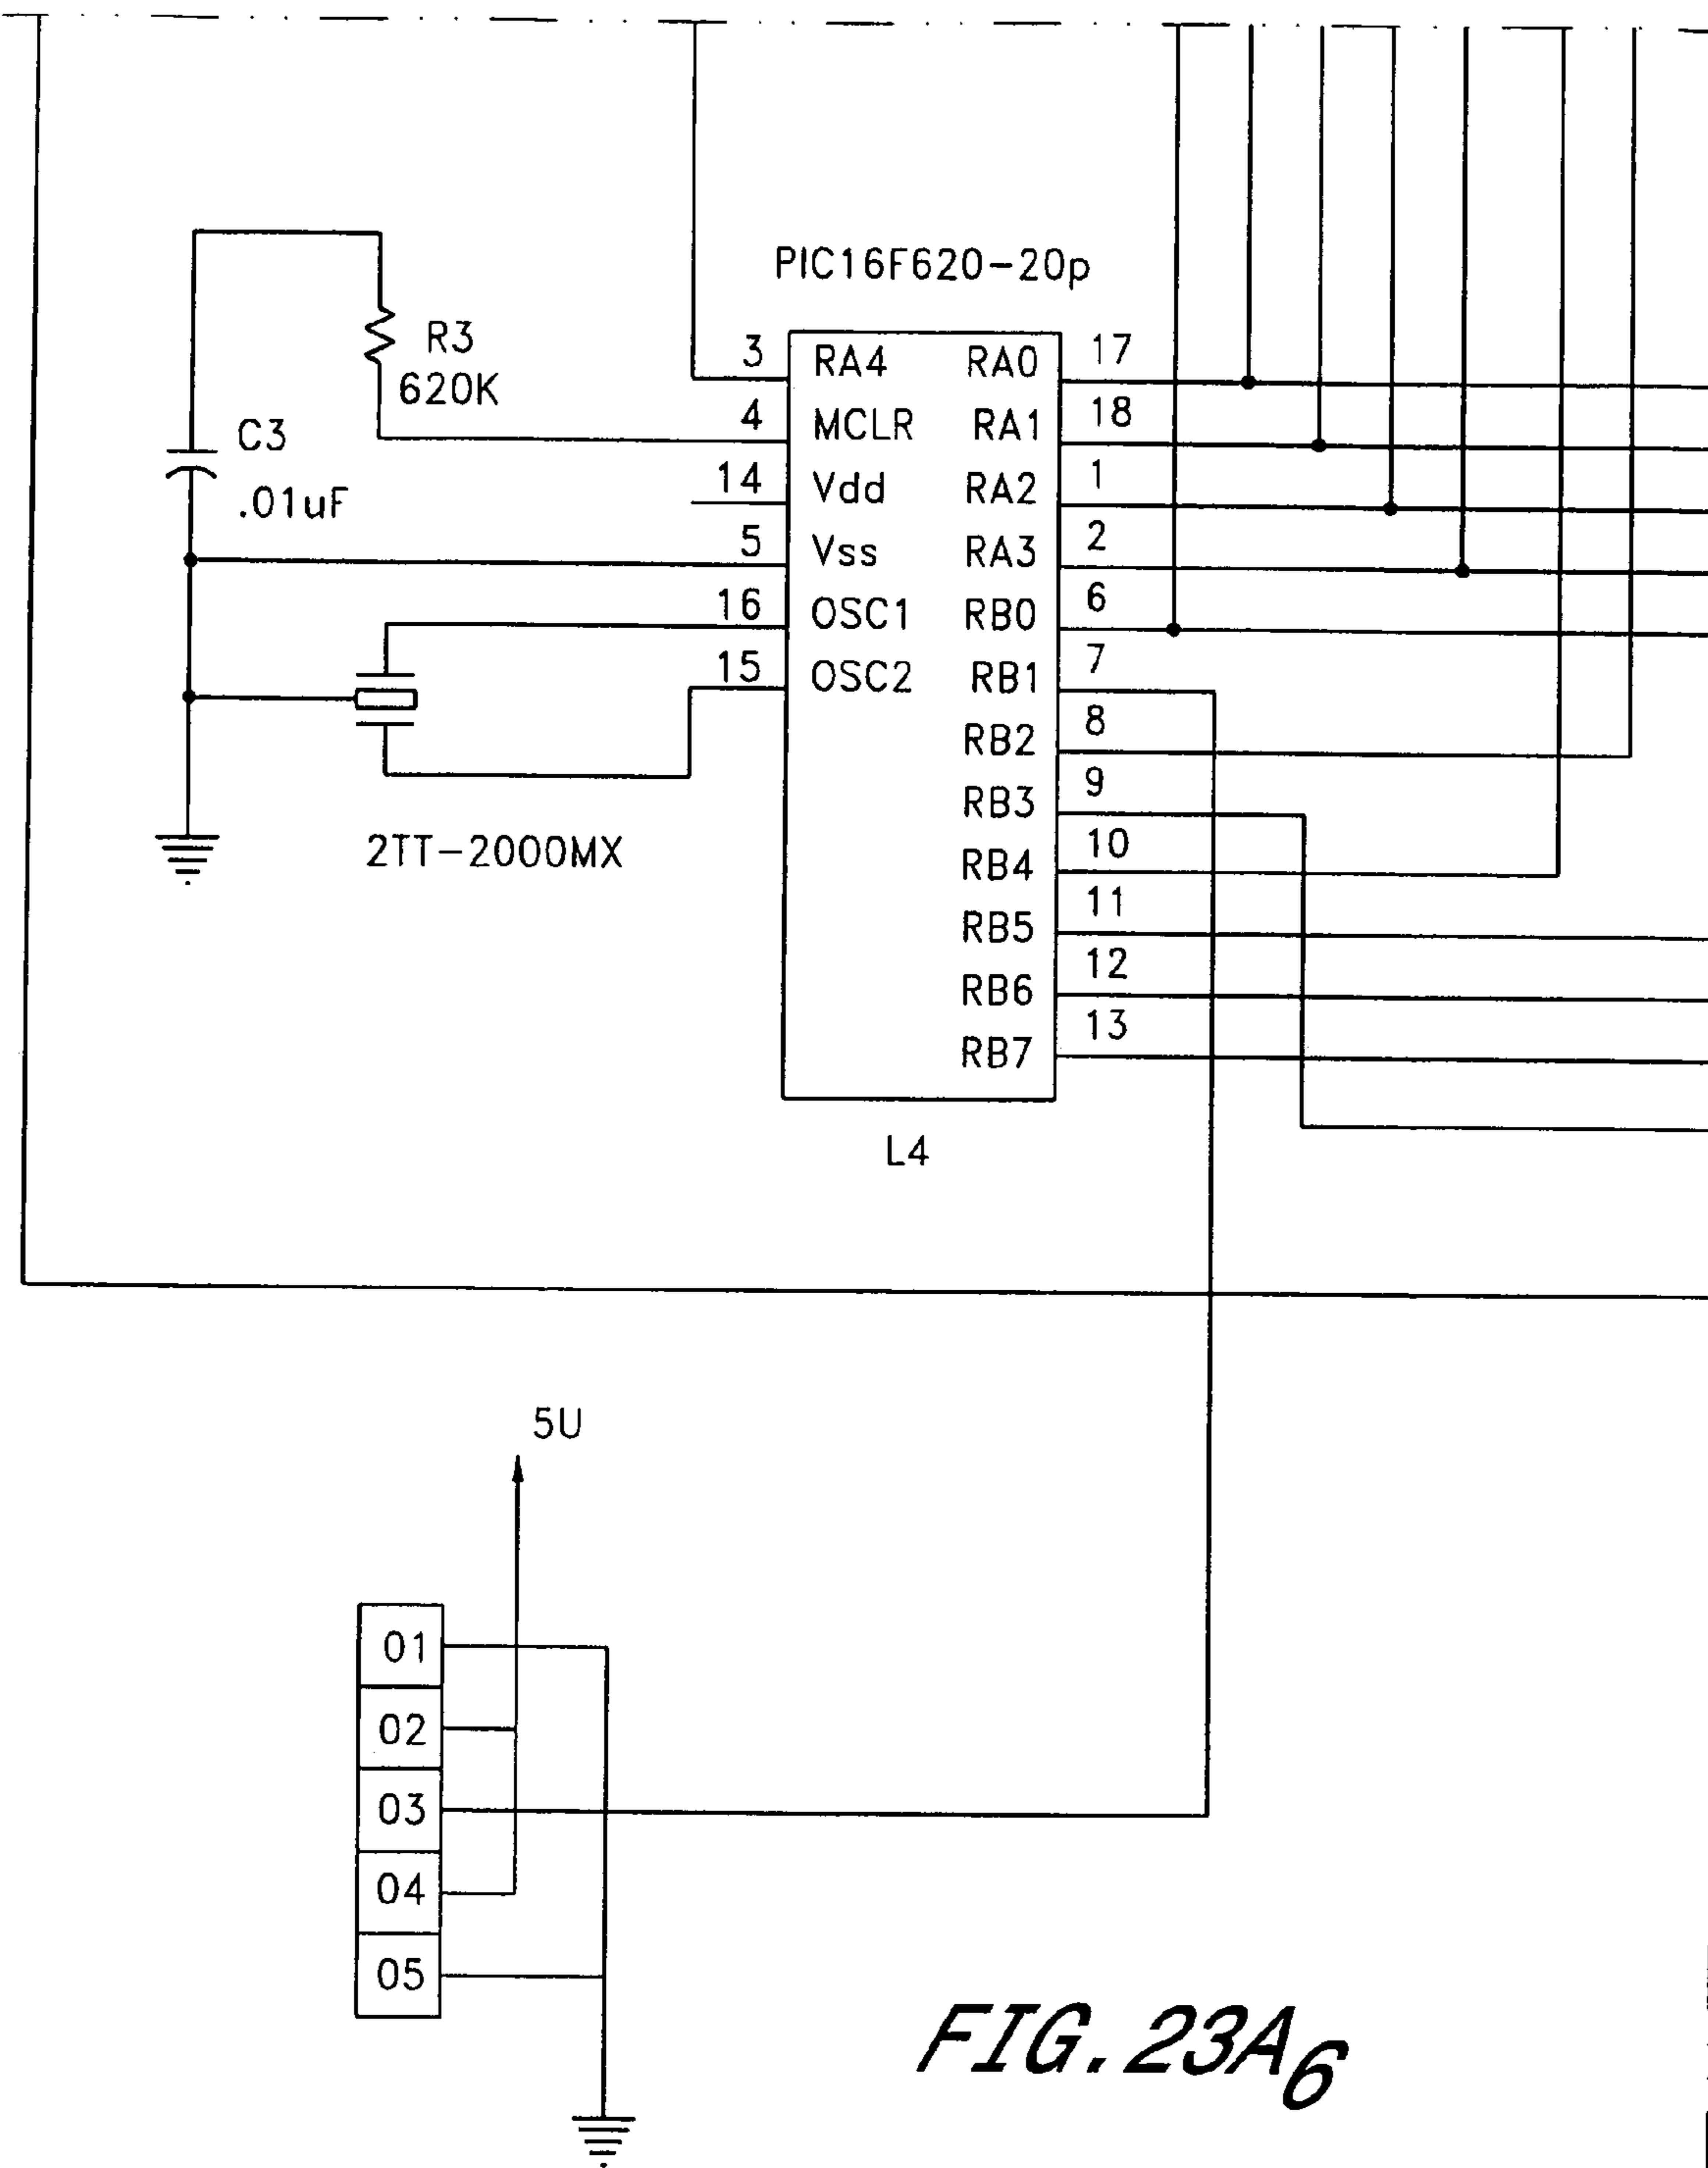 PIC16F620-20p
R3
620K
C3
.01uF
3 RA4 RA0 17
4 MCLR RA1 18
14 Vdd RA2 1
5 Vss RA3 2
16 OSC1 RB0 6
15 OSC2 RB1 7
RB2 8
RB3 9
RB4 10
RB5 11
RB6 12
RB7 13
2TT-2000MX
L4
5U
01
02
03
04
05
FIG. 23A6